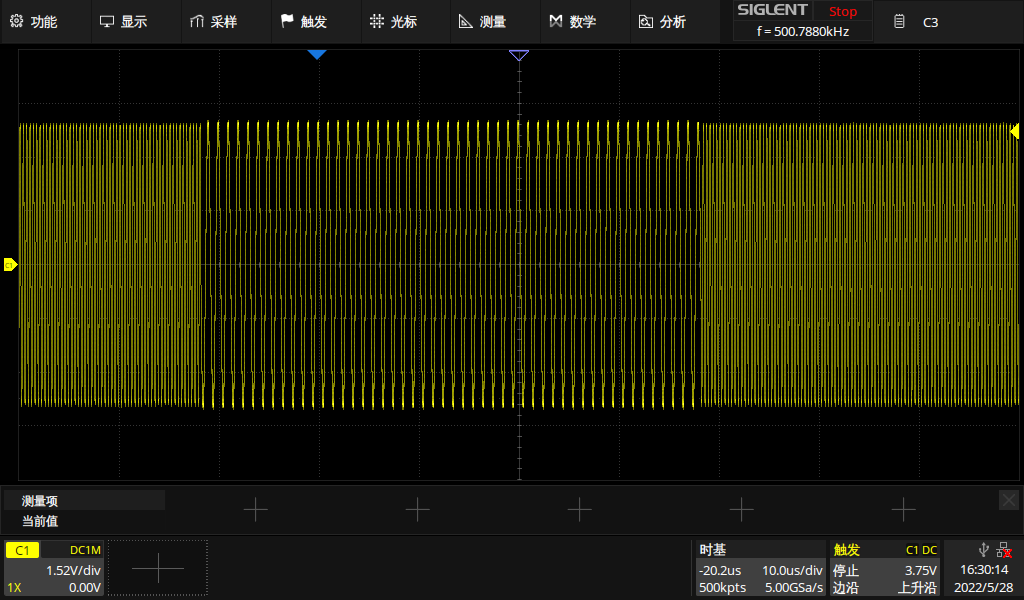 功能 显示 采样 触发 光标 测量 数学 分析 SIGLENT Stop C3
f = 500.7880kHz
C1
测量项
当前值
C1 DC1M 时基 触发 C1 DC
1.52V/div -20.2us 10.0us/div 停止 3.75V 16:30:14
1X 0.00V 500kpts 5.00GSa/s 边沿 上升沿 2022/5/28